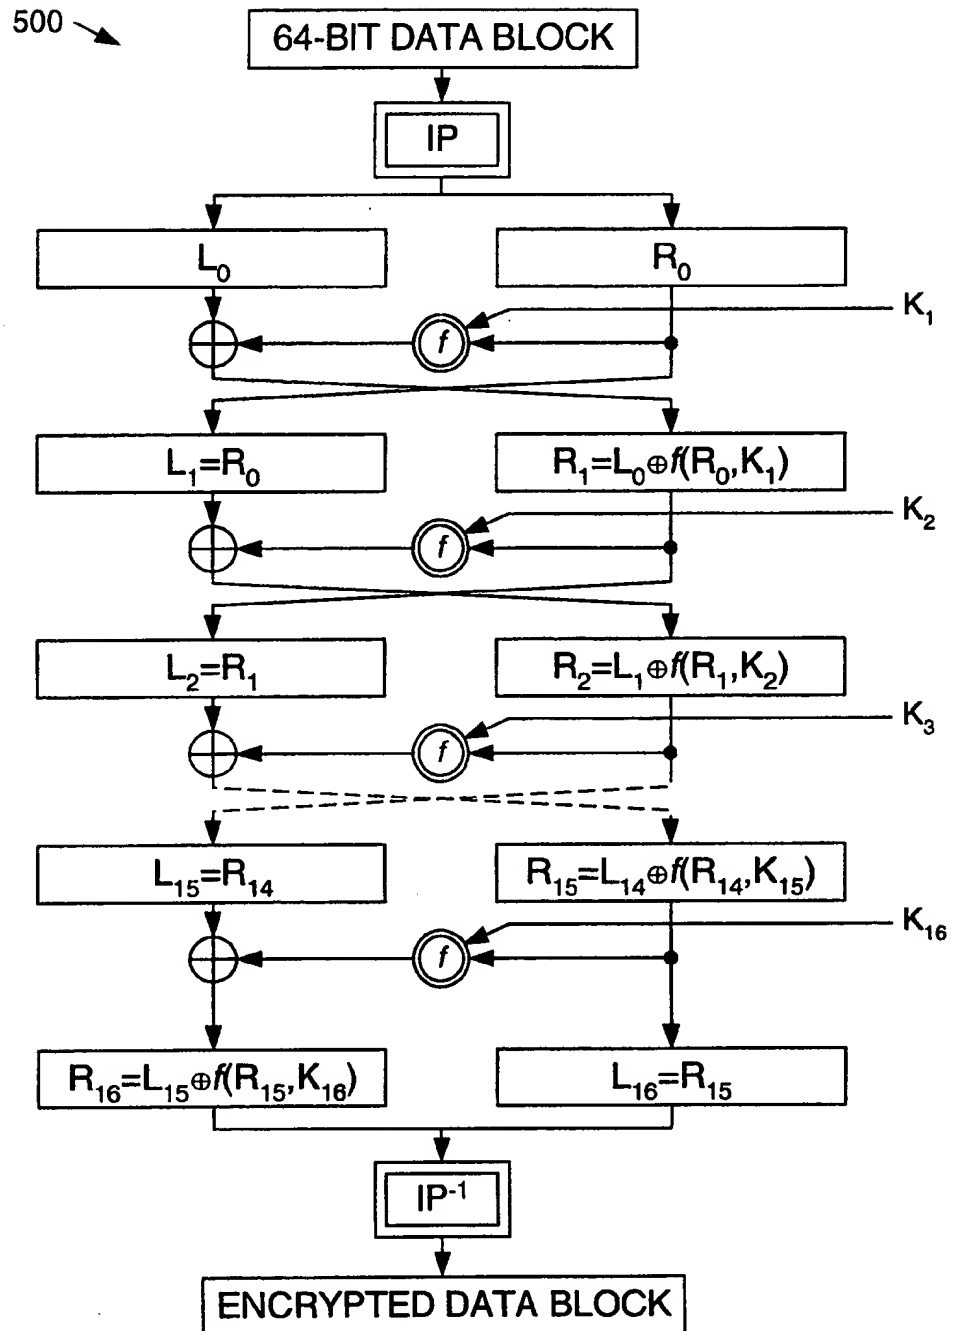 500
64-BIT DATA BLOCK
IP
L₀
R₀
K₁
f
L₁=R₀
R₁=L₀⊕f(R₀,K₁)
K₂
f
L₂=R₁
R₂=L₁⊕f(R₁,K₂)
K₃
f
L₁₅=R₁₄
R₁₅=L₁₄⊕f(R₁₄,K₁₅)
K₁₆
f
R₁₆=L₁₅⊕f(R₁₅,K₁₆)
L₁₆=R₁₅
IP⁻¹
ENCRYPTED DATA BLOCK